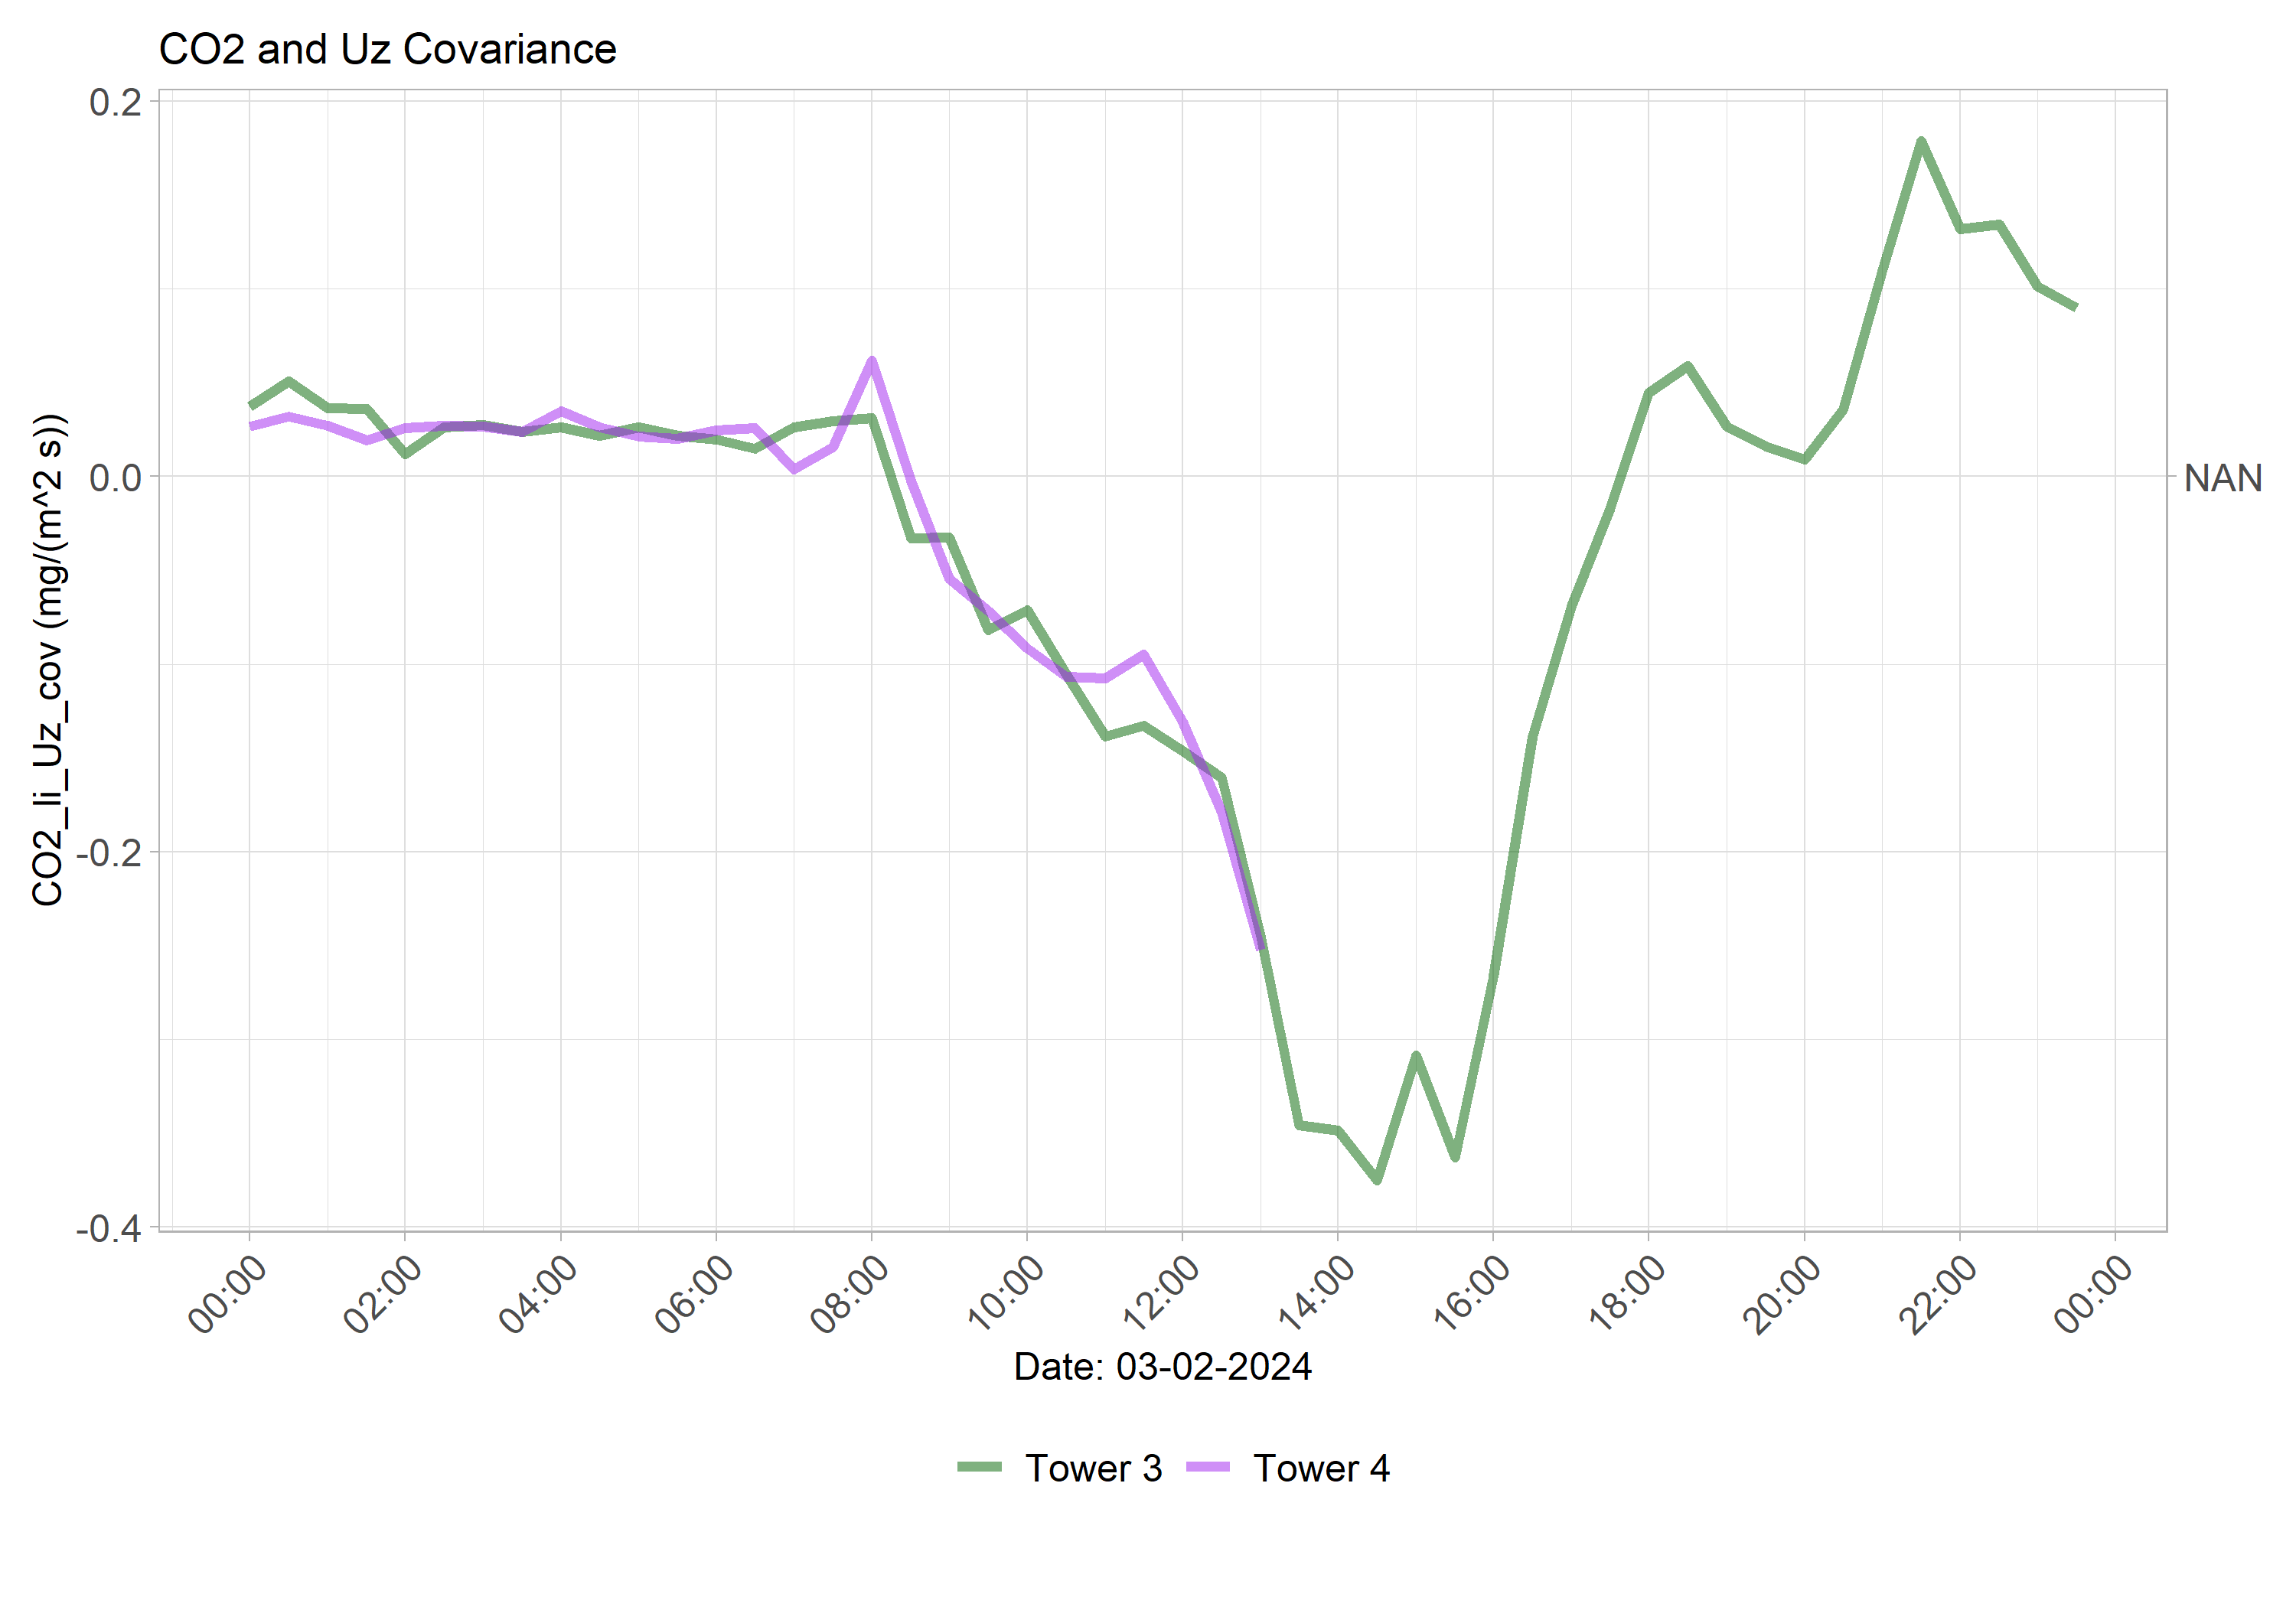 CO2 and Uz Covariance
CO2_li_Uz_cov (mg/(m^2 s))
0.2
0.0
-0.2
-0.4
NAN
00:00
02:00
04:00
06:00
08:00
10:00
12:00
14:00
16:00
18:00
20:00
22:00
00:00
Date: 03-02-2024
Tower 3
Tower 4